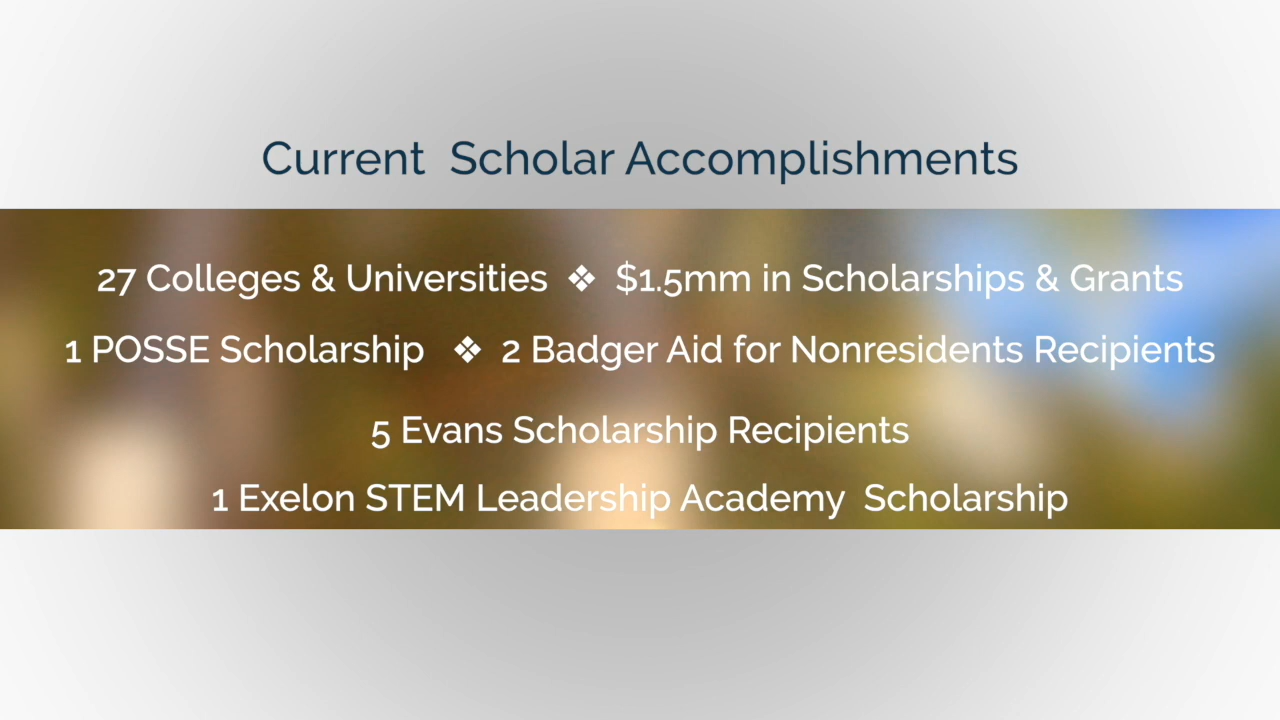 Current  Scholar Accomplishments
27 Colleges & Universities  ❖  $1.5mm in Scholarships & Grants
1 POSSE Scholarship   ❖  2 Badger Aid for Nonresidents Recipients
5 Evans Scholarship Recipients
1 Exelon STEM Leadership Academy  Scholarship